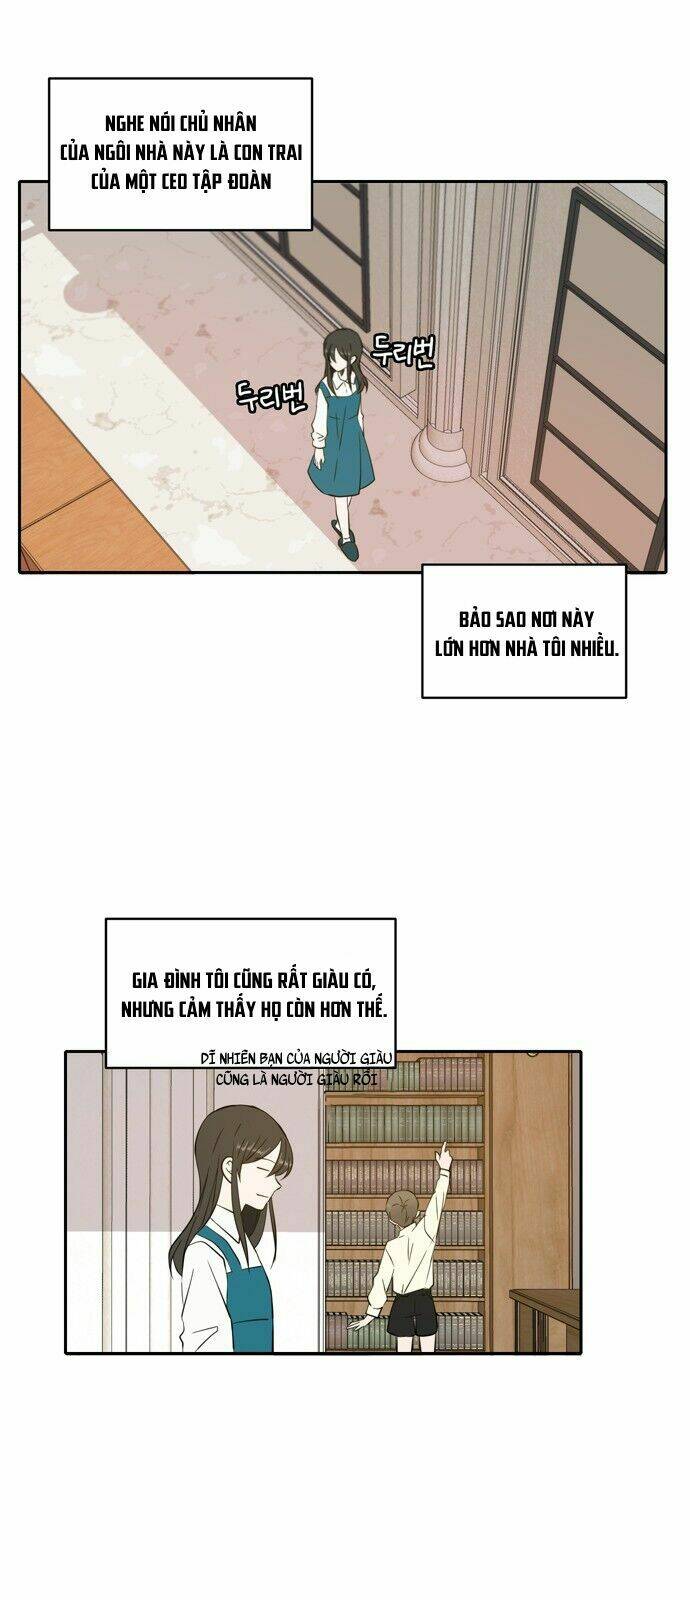 NGHE NÓI CHỦ NHÂN
CỦA NGÔI NHÀ NÀY LÀ CON TRAI
CỦA MỘT CEO TẬP ĐOÀN
두리번
두리번
BẢO SAO NƠI NÀY
LỚN HƠN NHÀ TÔI NHIỀU.
GIA ĐÌNH TÔI CŨNG RẤT GIÀU CÓ,
NHƯNG CẢM THẤY HỌ CÒN HƠN THẾ.
DĨ NHIÊN BẠN CỦA NGƯỜI GIÀU
CŨNG LÀ NGƯỜI GIÀU RỒI